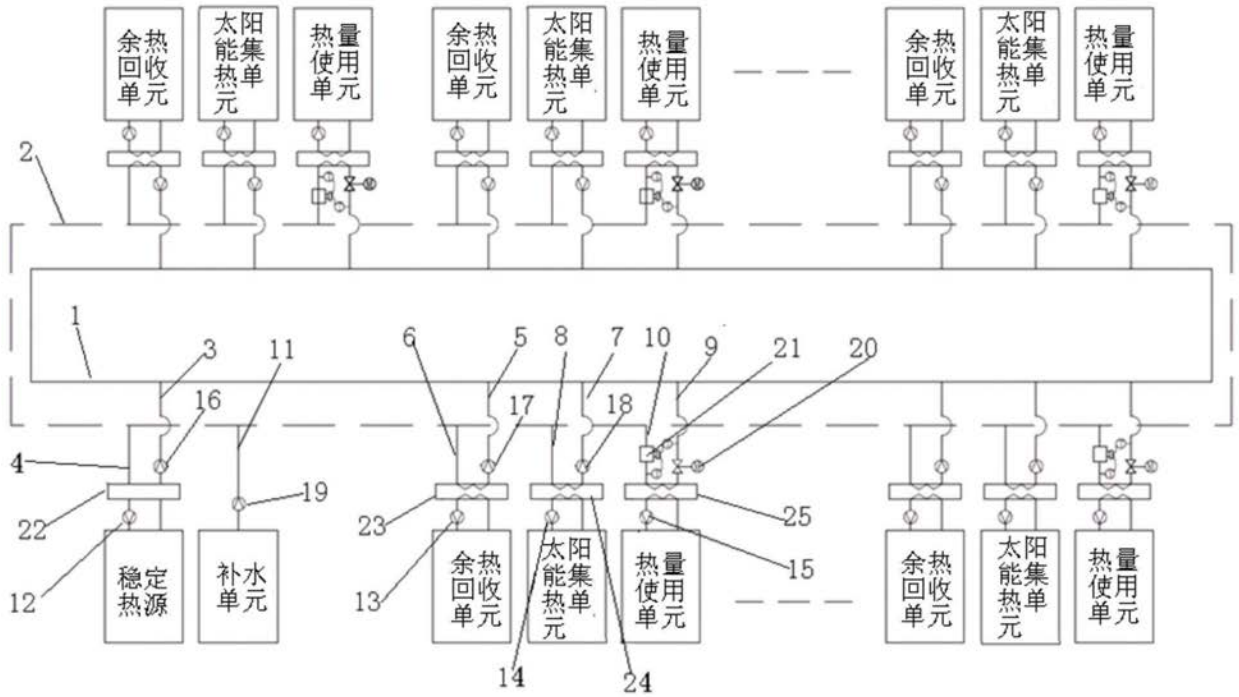 余热
回收
单元
太阳
能集
热单
元
热量
使用
单元
余热
回收
单元
太阳
能集
热单
元
热量
使用
单元
余热
回收
单元
太阳
能集
热单
元
热量
使用
单元
2
1
3
11
6
5
8
7
10
9
21
20
16
17
18
4
22
19
23
25
12
13
14
24
15
稳定
热源
补水
单元
余热
回收
单元
太阳
能集
热单
元
热量
使用
单元
余热
回收
单元
太阳
能集
热单
元
热量
使用
单元